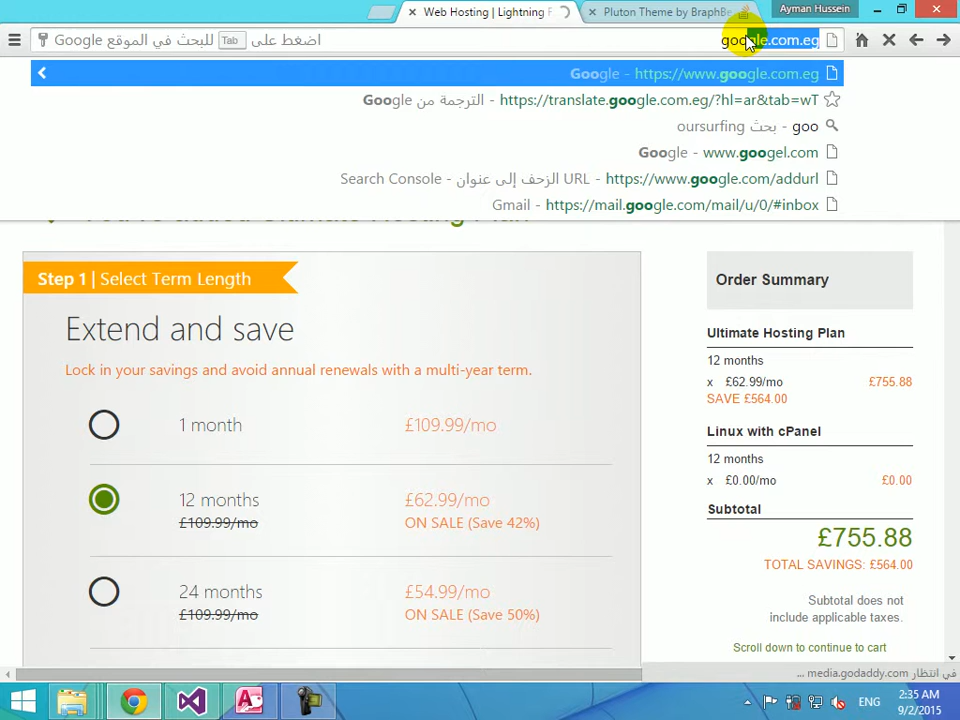 Web Hosting | Lightning F
Pluton Theme by BraphBe
Ayman Hussein
اضغط على Tab للبحث في الموقع Google
google.com.eg
Google - https://www.google.com.eg
الترجمة من Google - https://translate.google.com.eg/?hl=ar&tab=wT
oursurfing بحث - goo
Google - www.googel.com
Search Console - الزحف إلى عنوان URL - https://www.google.com/addurl
Gmail - https://mail.google.com/mail/u/0/#inbox
Step 1 | Select Term Length
Extend and save
Lock in your savings and avoid annual renewals with a multi-year term.
1 month £109.99/mo
12 months £62.99/mo
£109.99/mo ON SALE (Save 42%)
24 months £54.99/mo
£109.99/mo ON SALE (Save 50%)
Order Summary
Ultimate Hosting Plan
12 months
x £62.99/mo £755.88
SAVE £564.00
Linux with cPanel
12 months
x £0.00/mo £0.00
Subtotal
£755.88
TOTAL SAVINGS: £564.00
Subtotal does not
include applicable taxes.
Scroll down to continue to cart
في انتظار media.godaddy.com ...
ENG
2:35 AM
9/2/2015